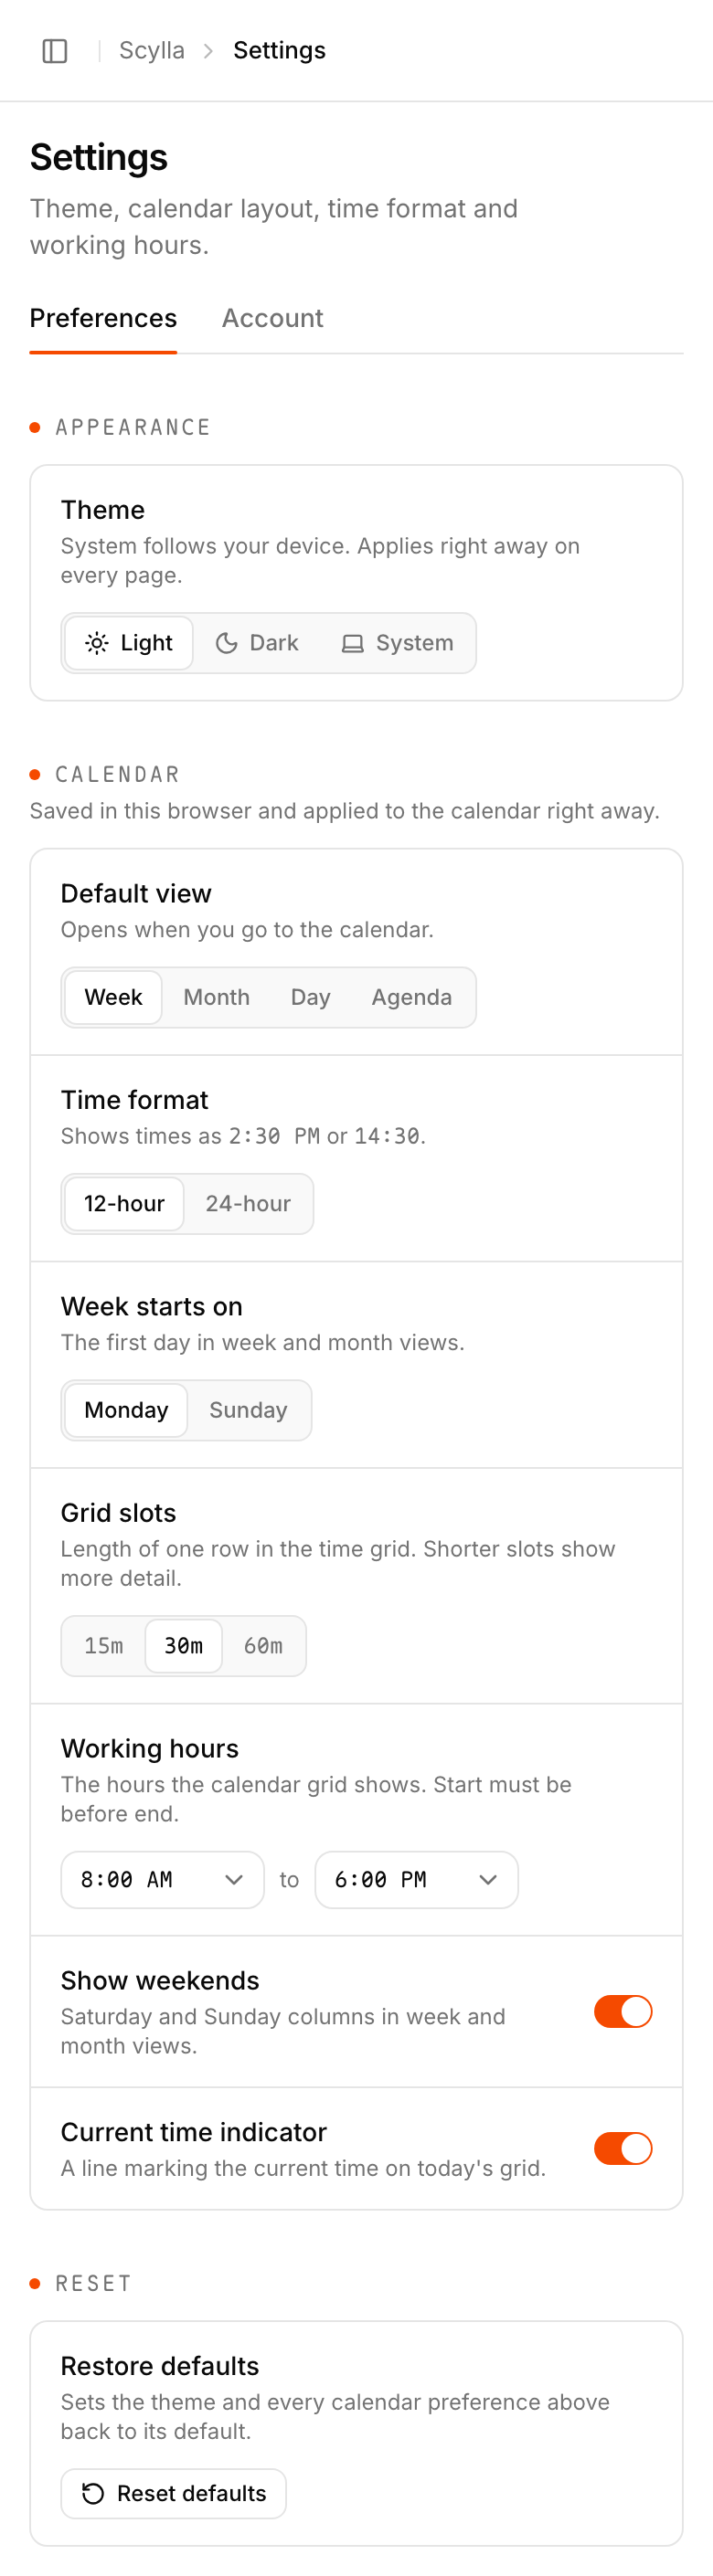 Scylla > Settings
Settings
Theme, calendar layout, time format and
working hours.
Preferences Account
APPEARANCE
Theme
System follows your device. Applies right away on
every page.
Light Dark System
CALENDAR
Saved in this browser and applied to the calendar right away.
Default view
Opens when you go to the calendar.
Week Month Day Agenda
Time format
Shows times as 2:30 PM or 14:30.
12-hour 24-hour
Week starts on
The first day in week and month views.
Monday Sunday
Grid slots
Length of one row in the time grid. Shorter slots show
more detail.
15m 30m 60m
Working hours
The hours the calendar grid shows. Start must be
before end.
8:00 AM to 6:00 PM
Show weekends
Saturday and Sunday columns in week and
month views.
Current time indicator
A line marking the current time on today's grid.
RESET
Restore defaults
Sets the theme and every calendar preference above
back to its default.
Reset defaults